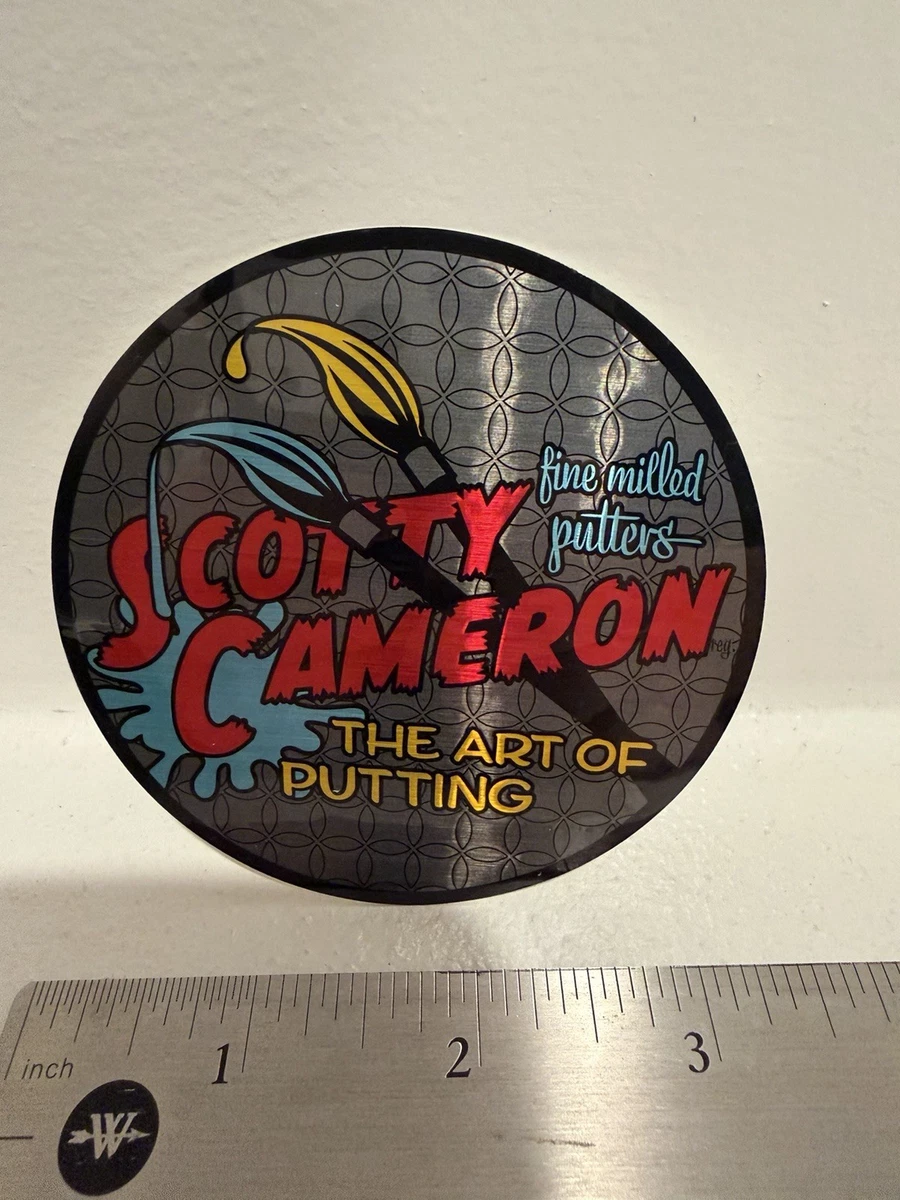 fine milled
putters
SCOTTY
CAMERON
THE ART OF
PUTTING
1 2 3
inch
W